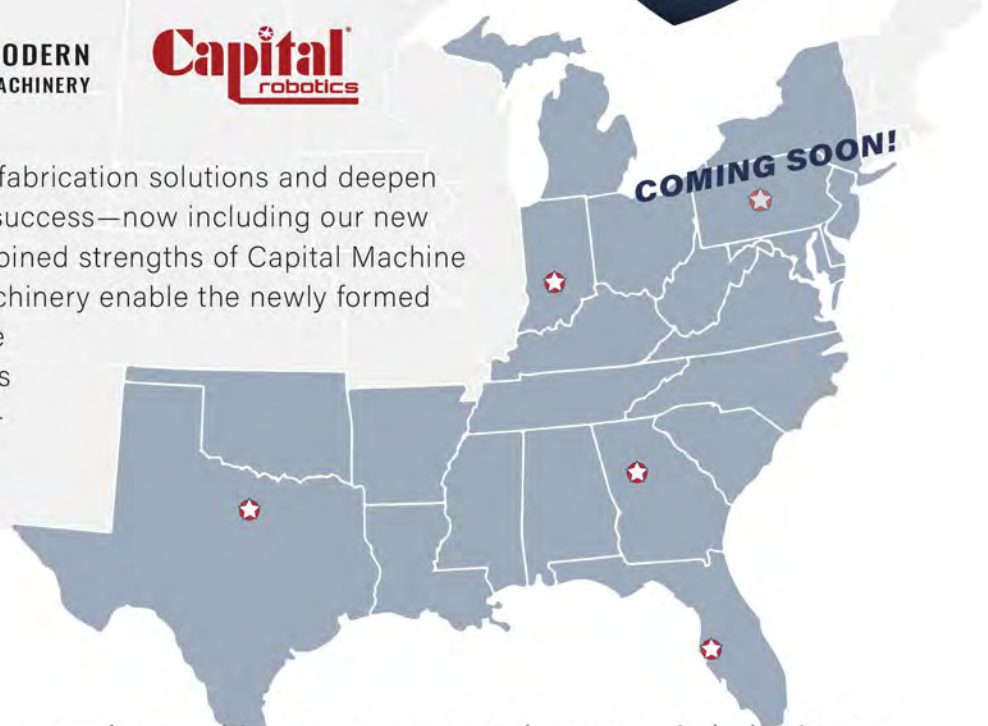 ODERN
ACHINERY
Capital®
robotics
COMING SOON!
fabrication solutions and deepen
success—now including our new
oined strengths of Capital Machine
chinery enable the newly formed
e
s